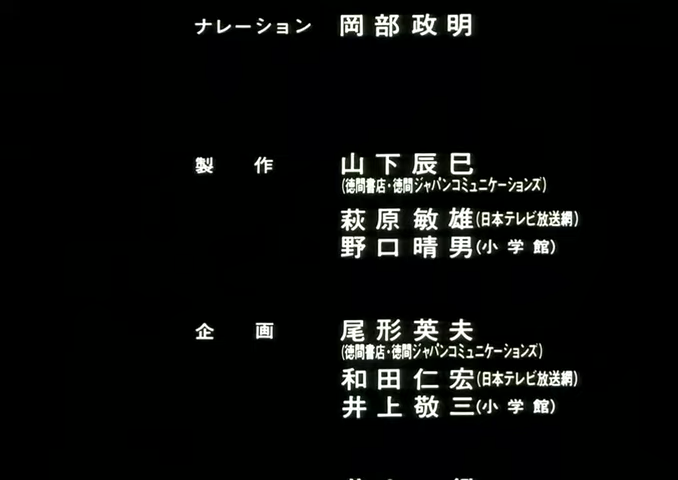 ナレーション 岡部政明
製作 山下辰巳
(徳間書店・徳間ジャパンコミュニケーションズ)
萩原敏雄(日本テレビ放送網)
野口晴男(小学館)
企画 尾形英夫
(徳間書店・徳間ジャパンコミュニケーションズ)
和田仁宏(日本テレビ放送網)
井上敬三(小学館)